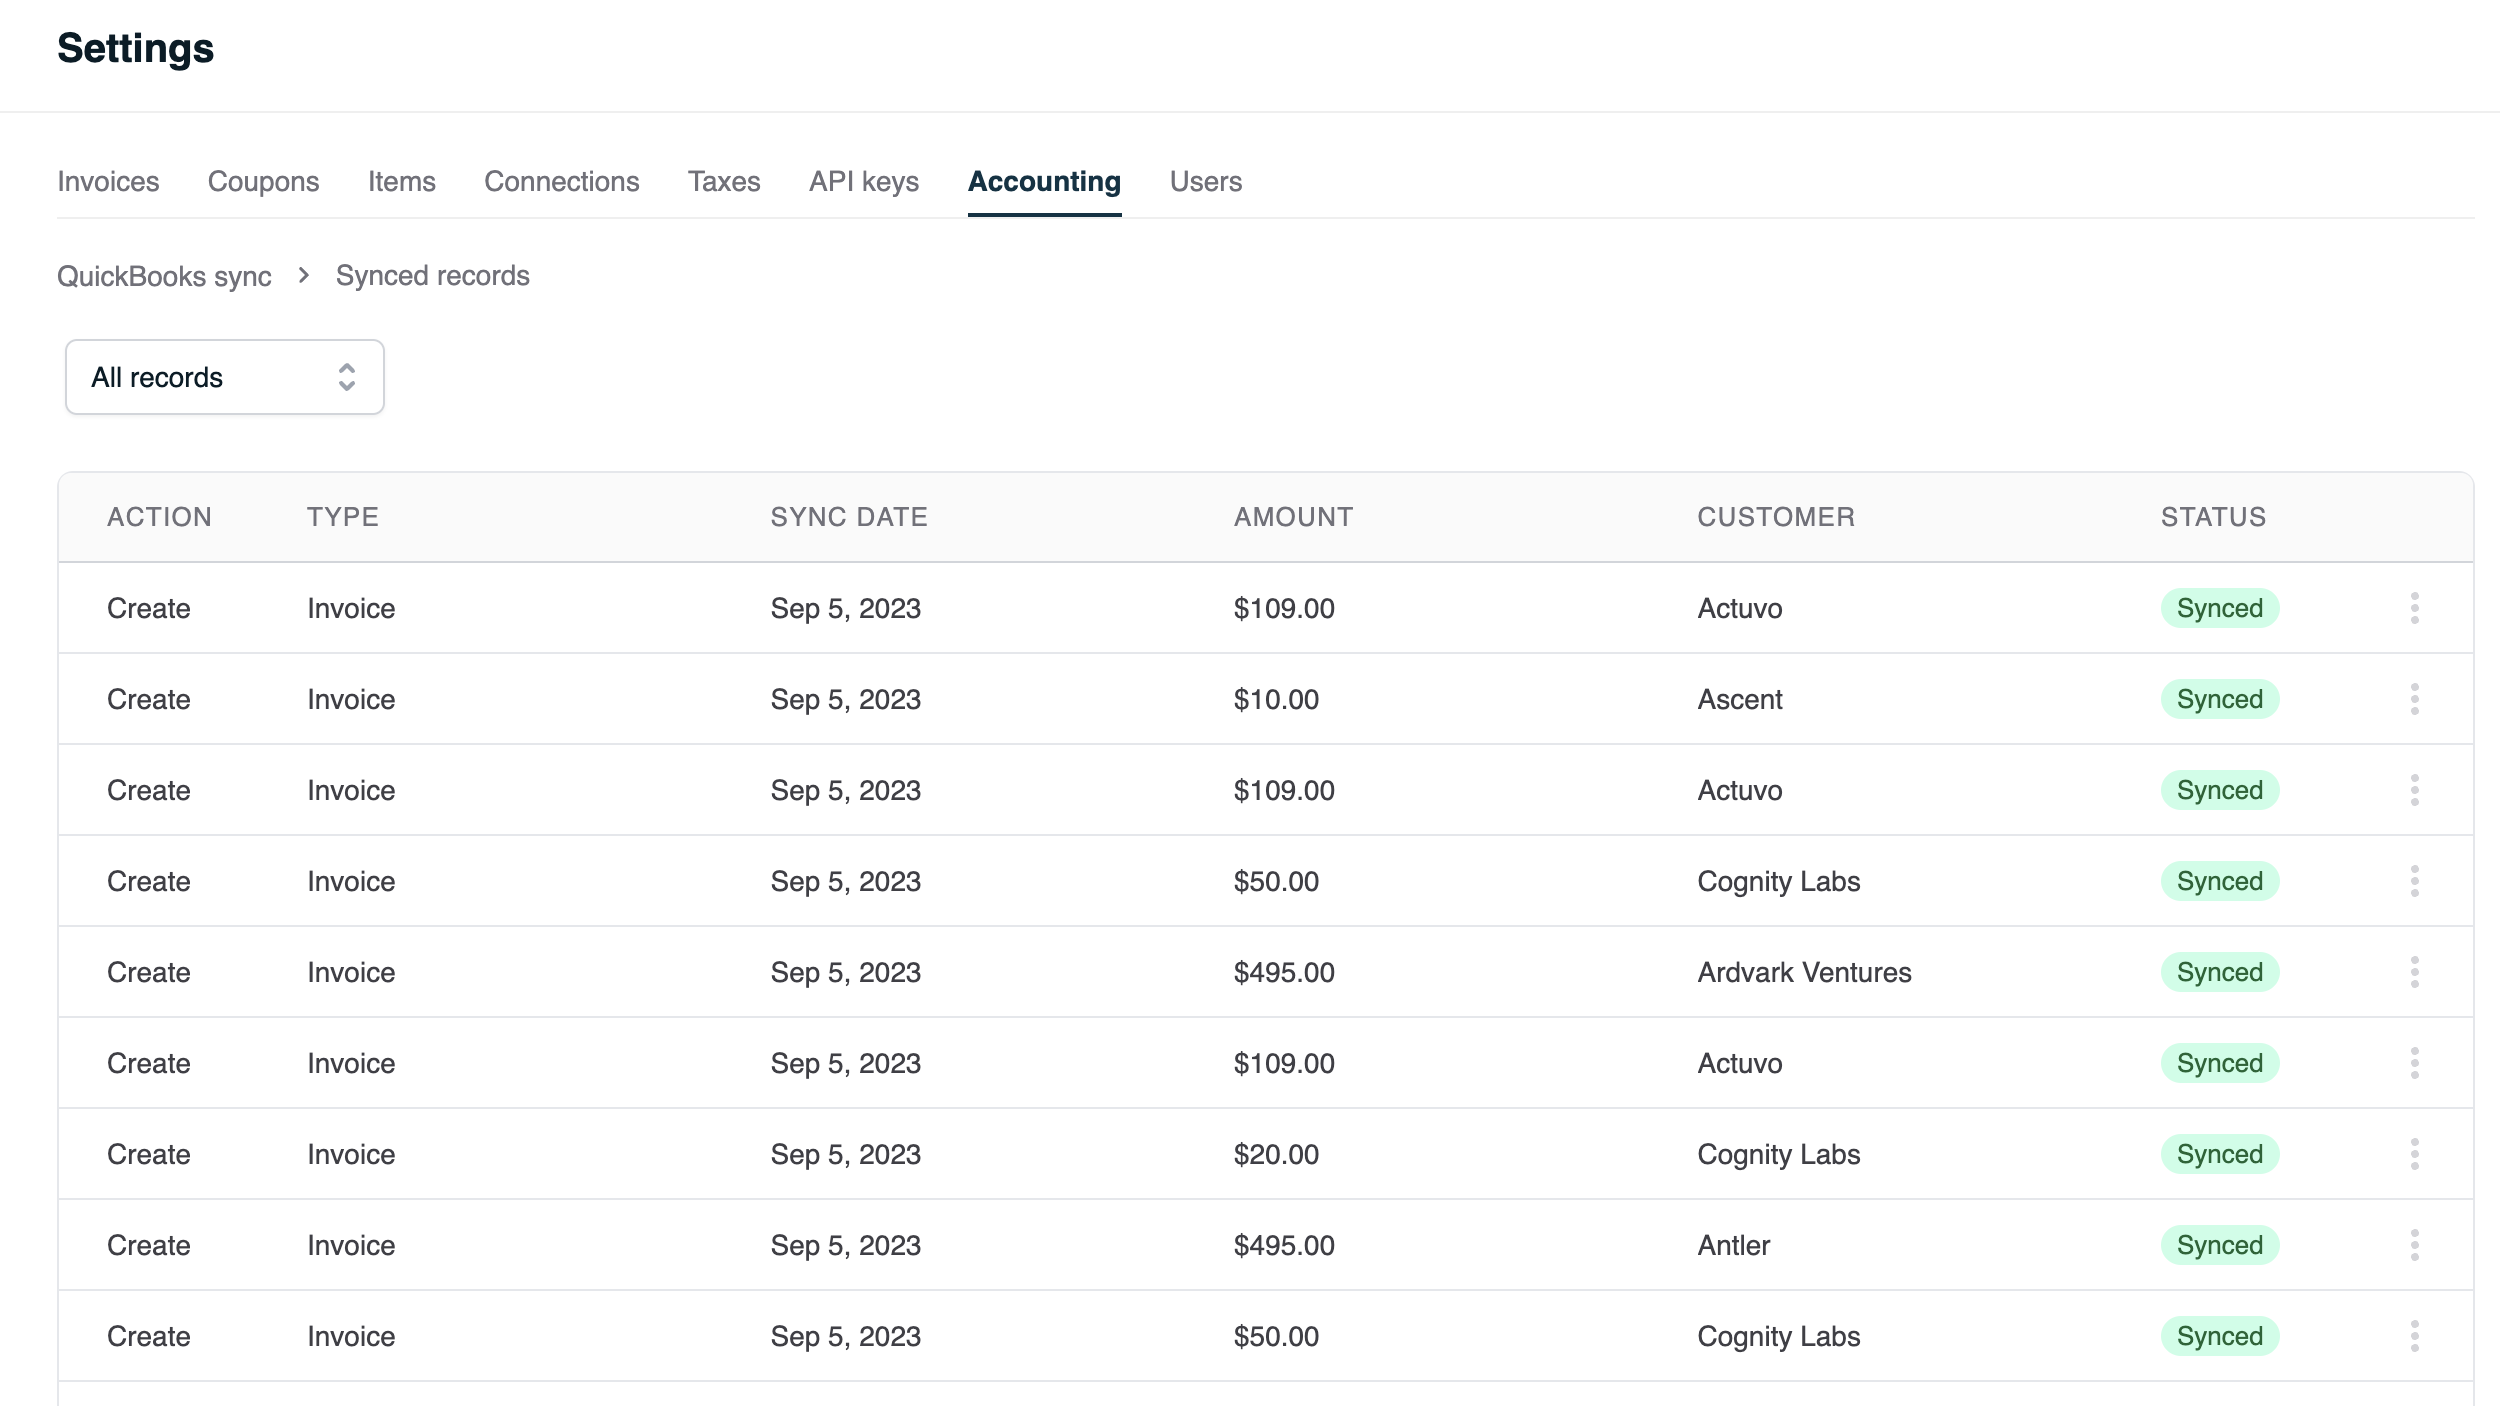 Settings
Invoices Coupons Items Connections Taxes API keys Accounting Users
QuickBooks sync > Synced records
All records
ACTION TYPE SYNC DATE AMOUNT CUSTOMER STATUS
Create Invoice Sep 5, 2023 $109.00 Actuvo Synced
Create Invoice Sep 5, 2023 $10.00 Ascent Synced
Create Invoice Sep 5, 2023 $109.00 Actuvo Synced
Create Invoice Sep 5, 2023 $50.00 Cognity Labs Synced
Create Invoice Sep 5, 2023 $495.00 Ardvark Ventures Synced
Create Invoice Sep 5, 2023 $109.00 Actuvo Synced
Create Invoice Sep 5, 2023 $20.00 Cognity Labs Synced
Create Invoice Sep 5, 2023 $495.00 Antler Synced
Create Invoice Sep 5, 2023 $50.00 Cognity Labs Synced